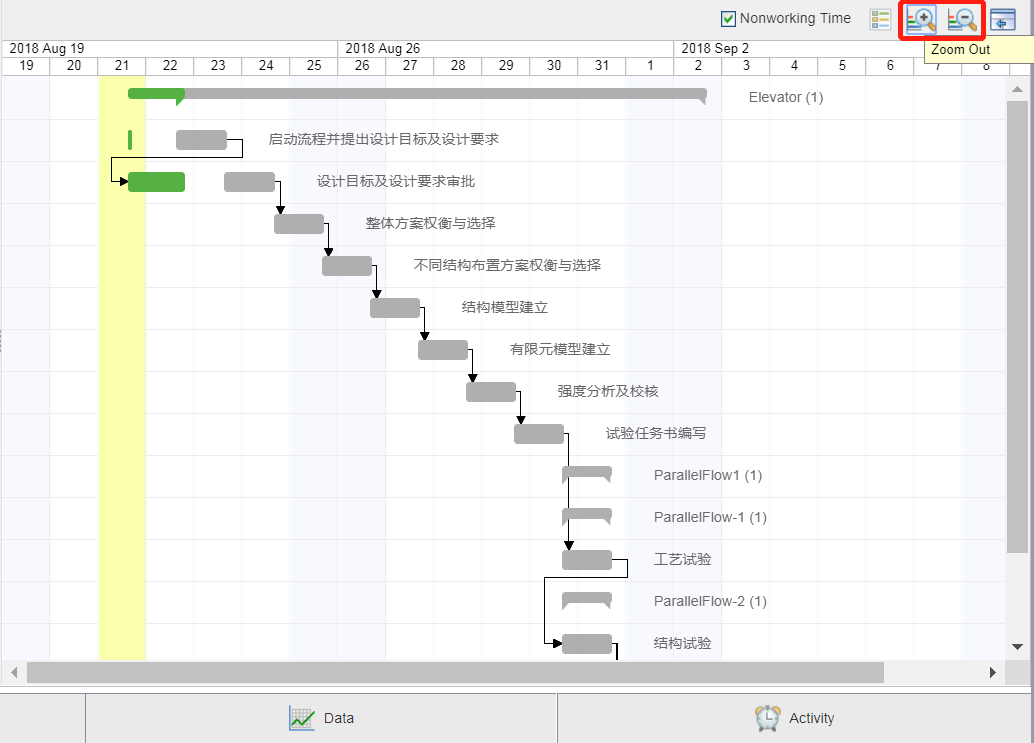 Nonworking Time
Zoom Out
2018 Aug 19 2018 Aug 26 2018 Sep 2
19 20 21 22 23 24 25 26 27 28 29 30 31 1 2 3 4 5 6 7 8
Elevator (1)
启动流程并提出设计目标及设计要求
设计目标及设计要求审批
整体方案权衡与选择
不同结构布置方案权衡与选择
结构模型建立
有限元模型建立
强度分析及校核
试验任务书编写
ParallelFlow1 (1)
ParallelFlow-1 (1)
工艺试验
ParallelFlow-2 (1)
结构试验
Data Activity